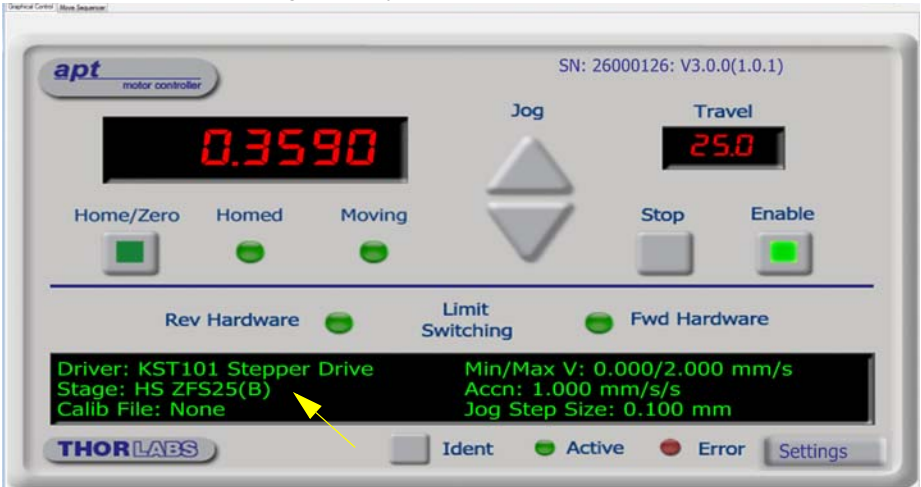 Graphical Control Move Sequencer
apt
motor controller
SN: 26000126: V3.0.0(1.0.1)
0.3590
Jog
Travel
25.0
Home/Zero Homed Moving
Stop Enable
Rev Hardware
Limit
Switching
Fwd Hardware
Driver: KST101 Stepper Drive
Stage: HS ZFS25(B)
Calib File: None
Min/Max V: 0.000/2.000 mm/s
Accn: 1.000 mm/s/s
Jog Step Size: 0.100 mm
THORLABS
Ident Active Error Settings